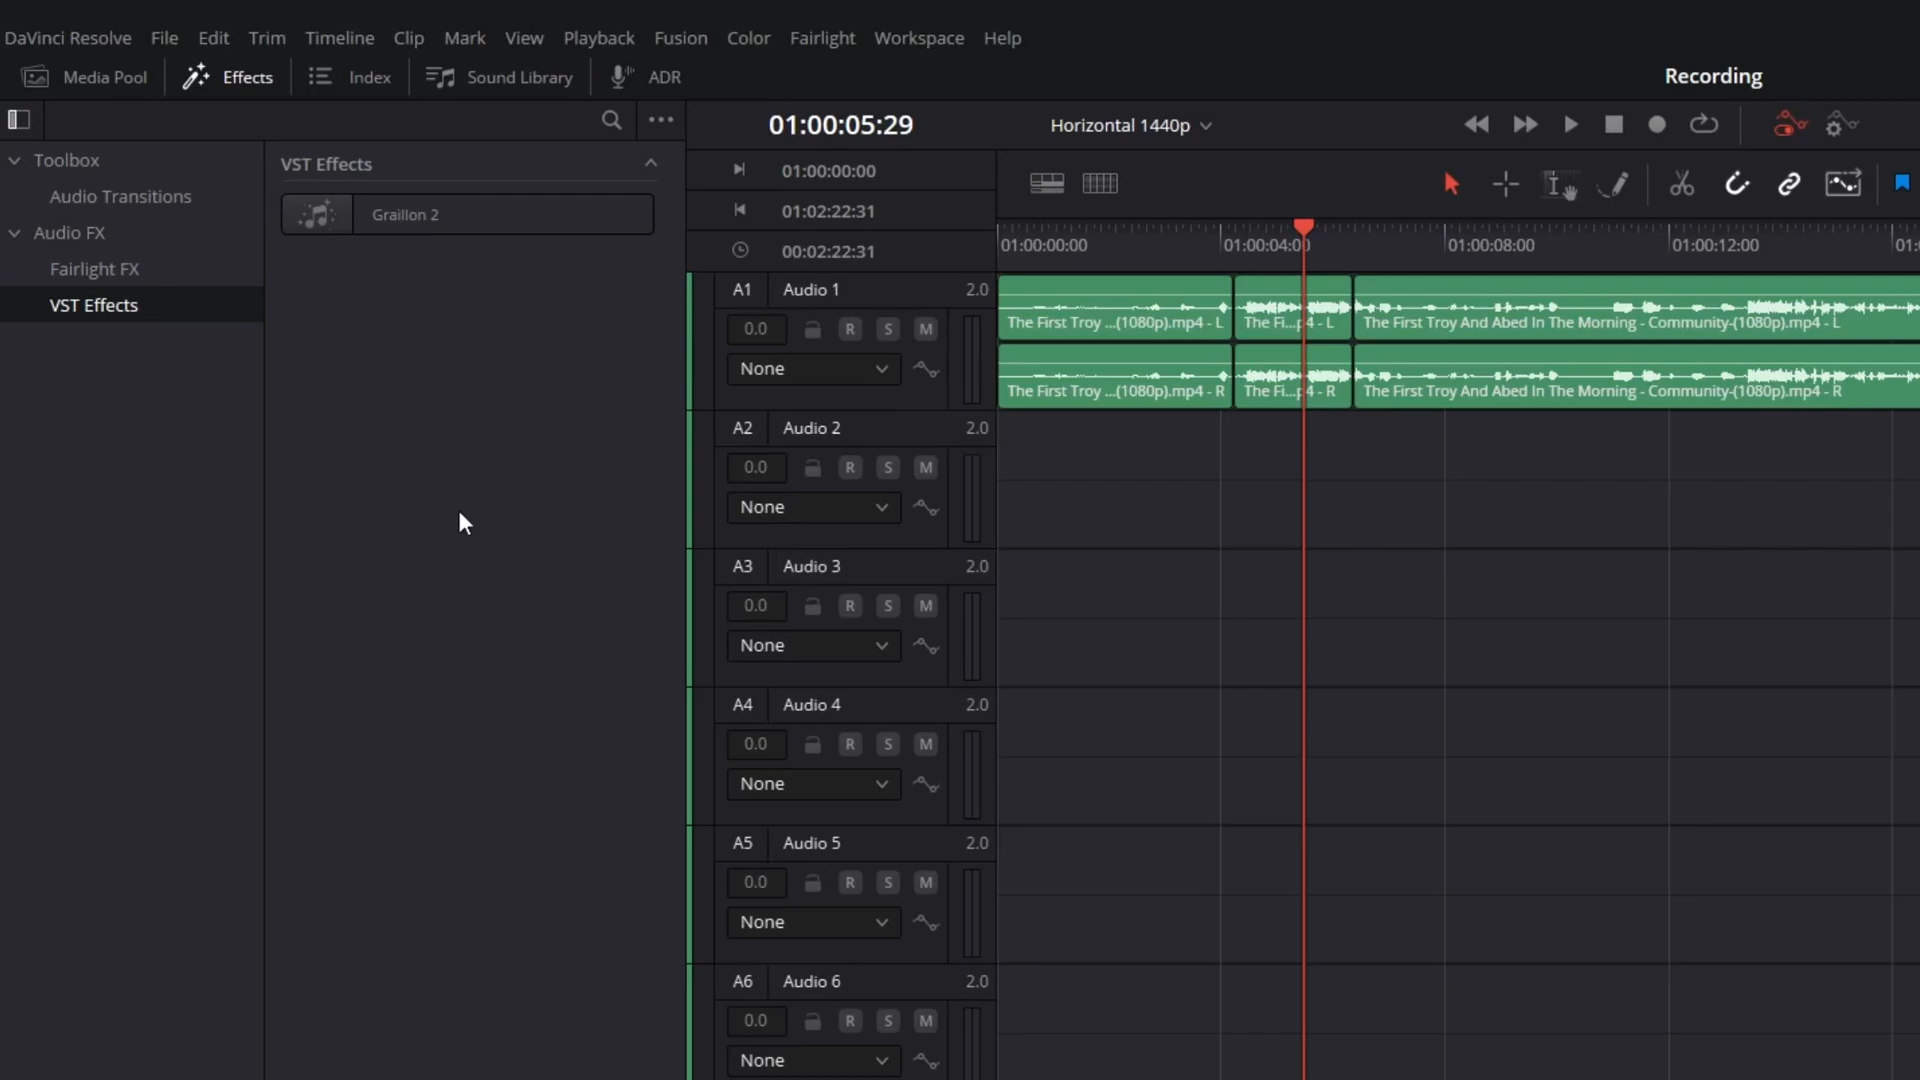 DaVinci Resolve File Edit Trim Timeline Clip Mark View Playback Fusion Color Fairlight Workspace Help
Media Pool Effects Index Sound Library ADR Recording
01:00:05:29 Horizontal 1440p
Toolbox
Audio Transitions
Audio FX
Fairlight FX
VST Effects
VST Effects
Graillon 2
01:00:00:00
01:02:22:31
00:02:22:31
01:00:00:00 01:00:04:00 01:00:08:00 01:00:12:00
A1 Audio 1 2.0
0.0 R S M
None
The First Troy ...(1080p).mp4 - L The Fi...p4 - L The First Troy And Abed In The Morning - Community-(1080p).mp4 - L
The First Troy ...(1080p).mp4 - R The Fi...p4 - R The First Troy And Abed In The Morning - Community-(1080p).mp4 - R
A2 Audio 2 2.0
0.0 R S M
None
A3 Audio 3 2.0
0.0 R S M
None
A4 Audio 4 2.0
0.0 R S M
None
A5 Audio 5 2.0
0.0 R S M
None
A6 Audio 6 2.0
0.0 R S M
None